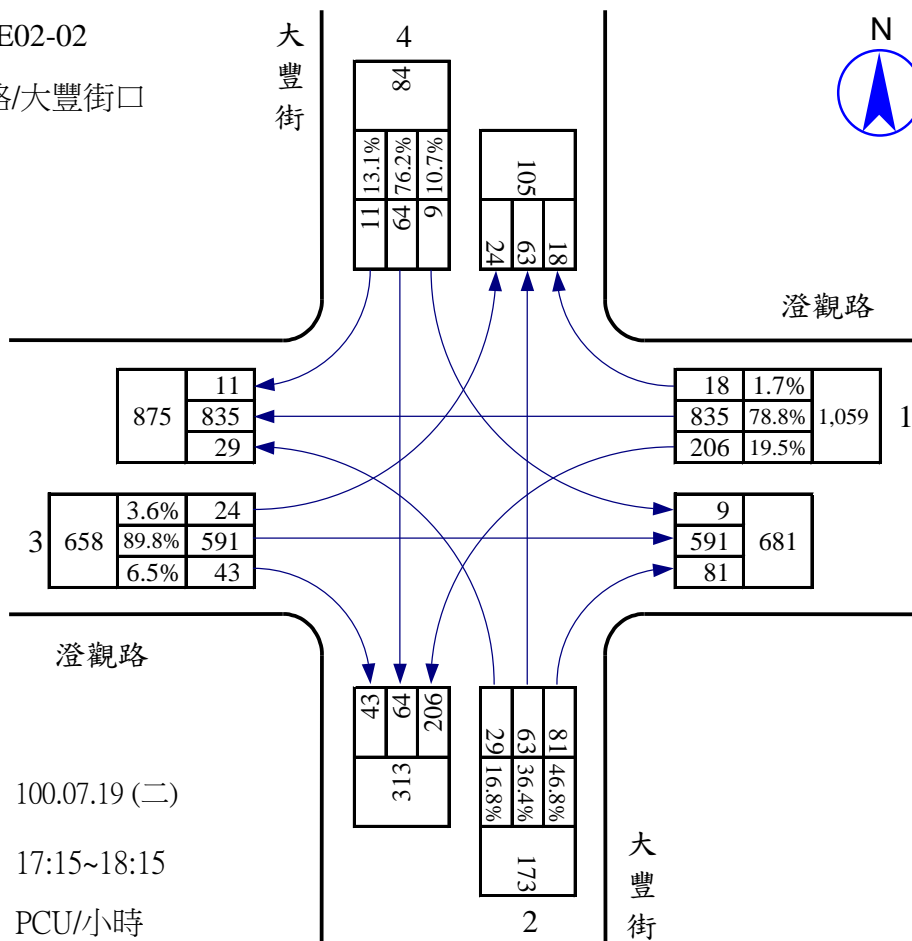 E02-02
路/大豐街口
大豐街
4
84
13.1% 76.2% 10.7%
11 64 9
105
24 63 18
N
澄觀路
875
11
835
29
18 1.7%
835 78.8% 1,059
206 19.5%
1
3
658
3.6% 24
89.8% 591
6.5% 43
9
591 681
81
澄觀路
43 64 206
313
29 63 81
16.8% 36.4% 46.8%
173
2
大豐街
100.07.19 (二)
17:15~18:15
PCU/小時